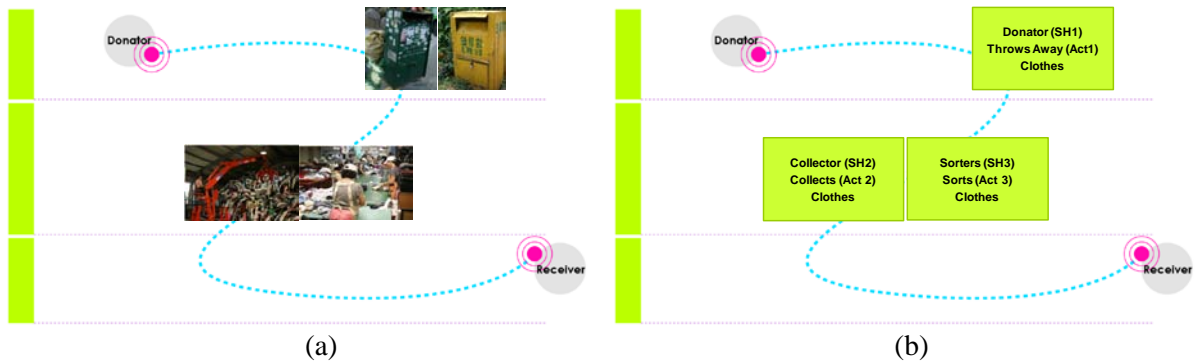 Donator
Receiver
(a)
Donator
Donator (SH1)
Throws Away (Act1)
Clothes
Collector (SH2)
Collects (Act 2)
Clothes
Sorters (SH3)
Sorts (Act 3)
Clothes
Receiver
(b)